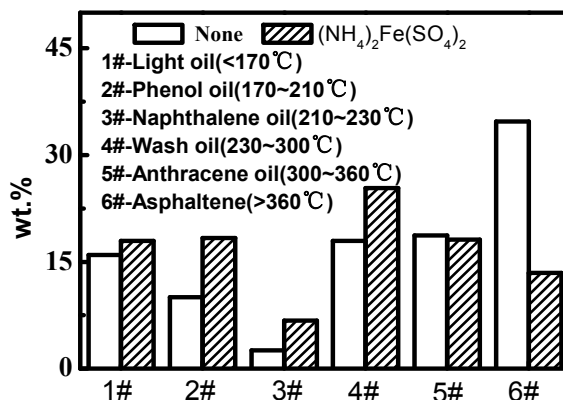 45
30
15
0
wt.%
None (NH₄)₂Fe(SO₄)₂
1#-Light oil(<170℃)
2#-Phenol oil(170~210℃)
3#-Naphthalene oil(210~230℃)
4#-Wash oil(230~300℃)
5#-Anthracene oil(300~360℃)
6#-Asphaltene(>360℃)
1# 2# 3# 4# 5# 6#